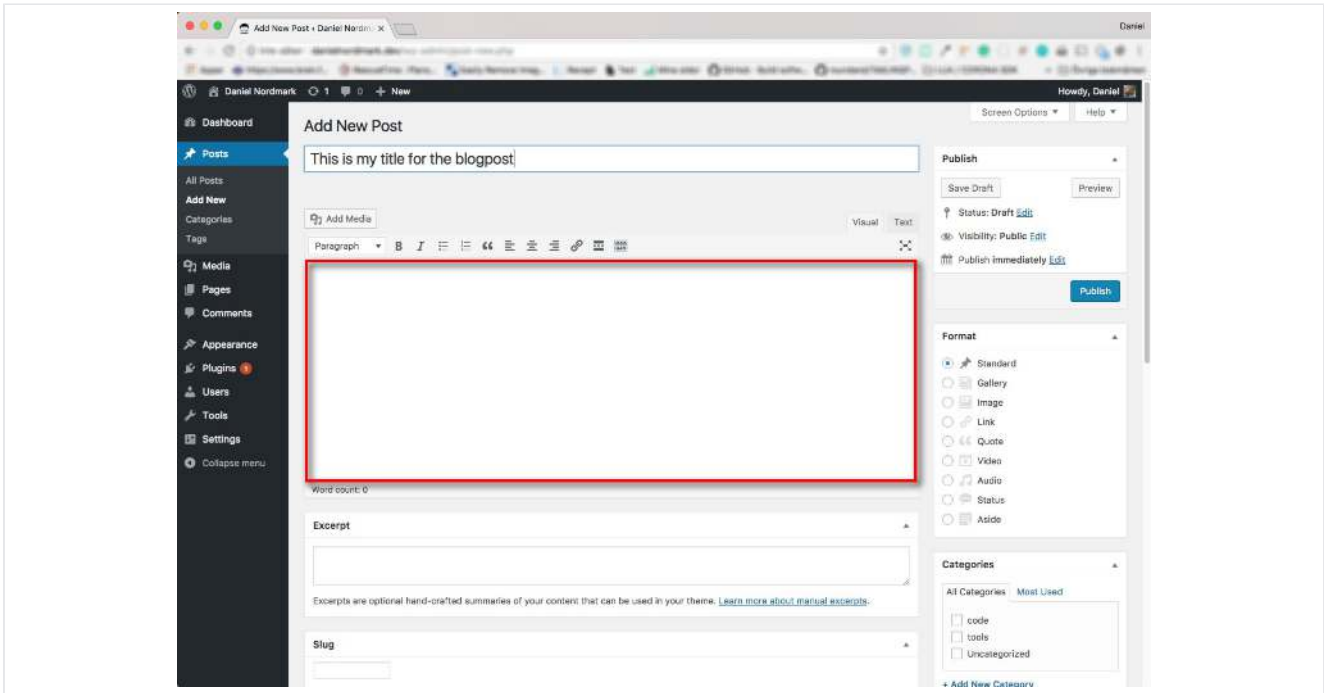 Add New Post ‹ Daniel Nordm
Daniel
Daniel Nordmark 1 0 + New
Howdy, Daniel
Screen Options Help
Dashboard
Posts
All Posts
Add New
Categories
Tags
Media
Pages
Comments
Appearance
Plugins 1
Users
Tools
Settings
Collapse menu
Add New Post
This is my title for the blogpost
Add Media
Visual Text
Paragraph B I
Word count: 0
Excerpt
Excerpts are optional hand-crafted summaries of your content that can be used in your theme. Learn more about manual excerpts.
Slug
Publish
Save Draft Preview
Status: Draft Edit
Visibility: Public Edit
Publish immediately Edit
Publish
Format
Standard
Gallery
Image
Link
Quote
Video
Audio
Status
Aside
Categories
All Categories Most Used
code
tools
Uncategorized
+ Add New Category